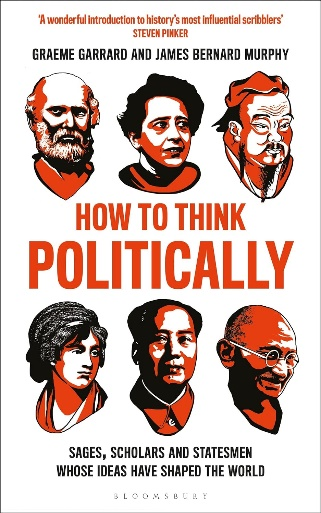 ‘A wonderful introduction to history’s most influential scribblers’
STEVEN PINKER
GRAEME GARRARD AND JAMES BERNARD MURPHY
HOW TO THINK
POLITICALLY
SAGES, SCHOLARS AND STATESMEN
WHOSE IDEAS HAVE SHAPED THE WORLD
BLOOMSBURY